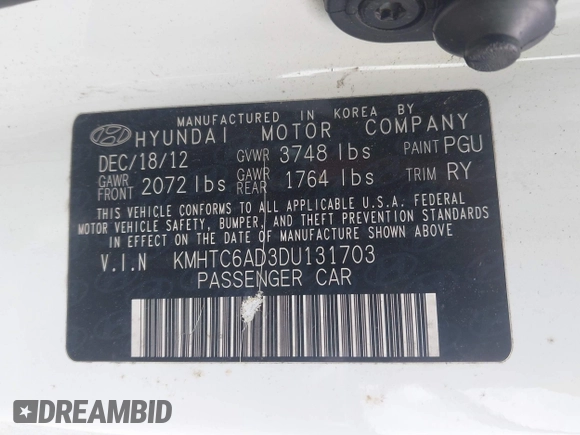 MANUFACTURED IN KOREA BY
HYUNDAI MOTOR COMPANY
DEC/18/12 GVWR 3748 lbs PAINT PGU
GAWR FRONT 2072 lbs GAWR REAR 1764 lbs TRIM RY
THIS VEHICLE CONFORMS TO ALL APPLICABLE U.S.A. FEDERAL
MOTOR VEHICLE SAFETY, BUMPER, AND THEFT PREVENTION STANDARDS
IN EFFECT ON THE DATE OF MANUFACTURE SHOWN ABOVE
V.I.N KMHTC6AD3DU131703
PASSENGER CAR
DREAMBID